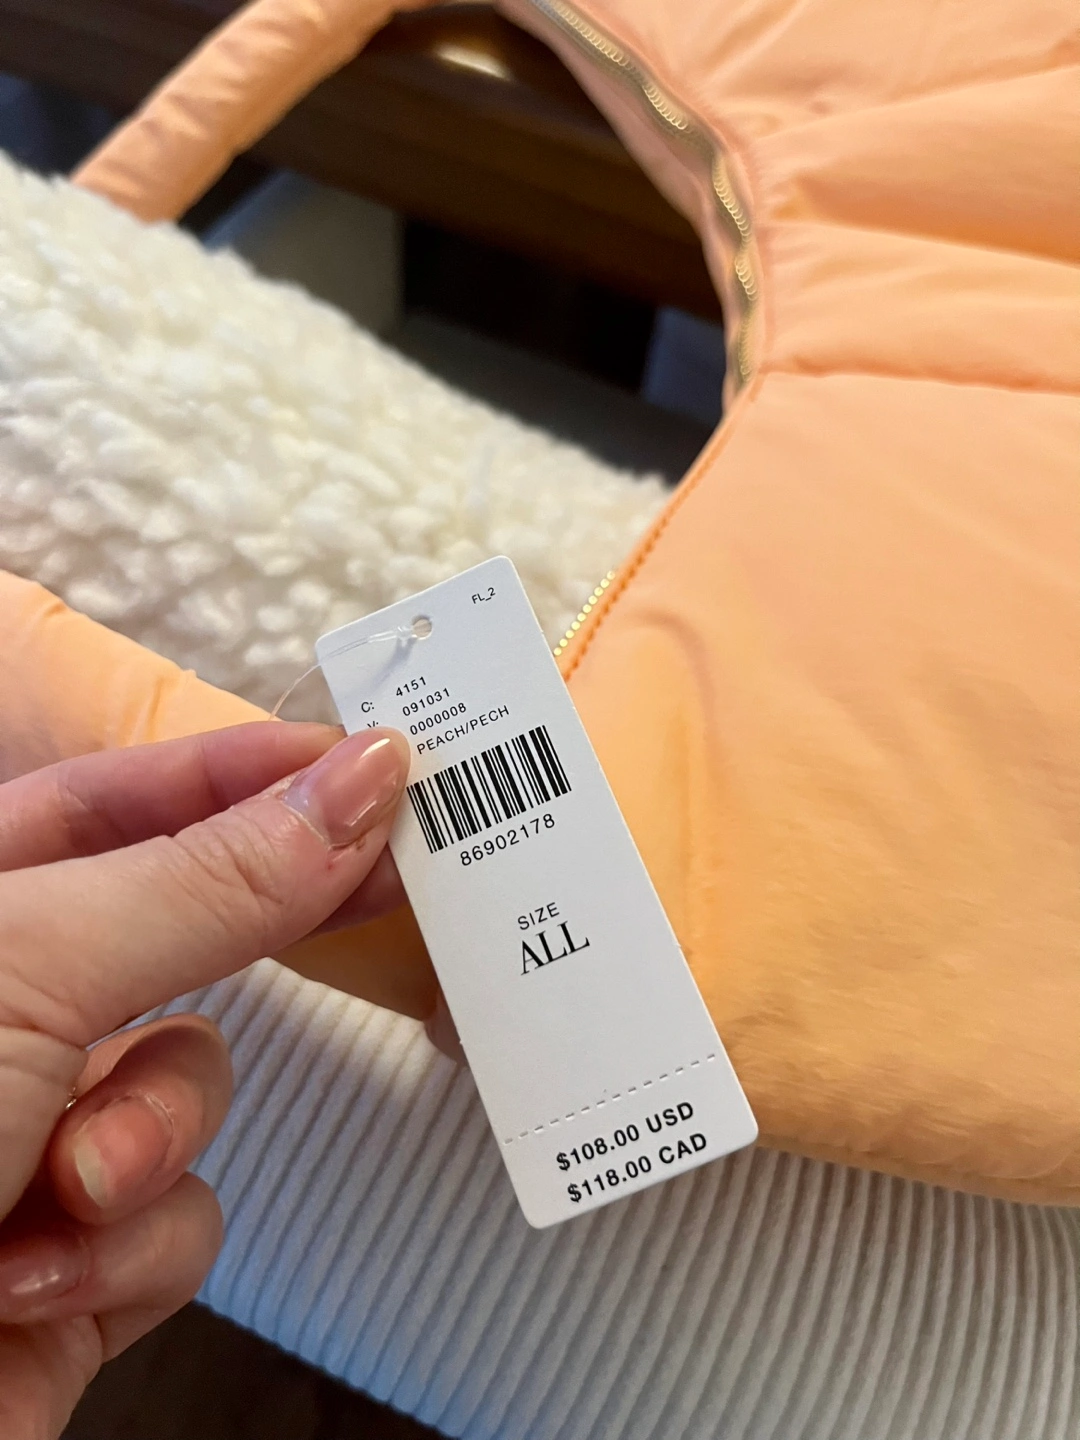 FL_2
C: 4151
V: 091031
0000008
PEACH/PECH
86902178
SIZE
ALL
$108.00 USD
$118.00 CAD